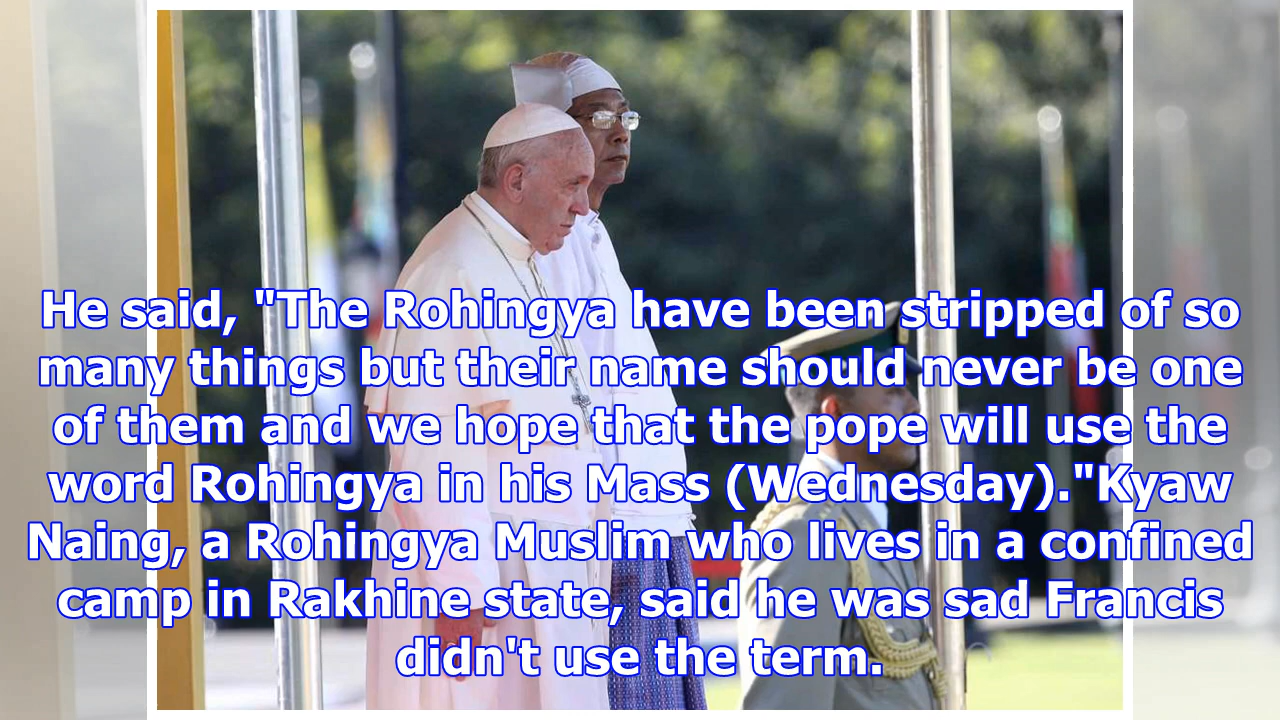 He said, "The Rohingya have been stripped of so
many things but their name should never be one
of them and we hope that the pope will use the
word Rohingya in his Mass (Wednesday)."Kyaw
Naing, a Rohingya Muslim who lives in a confined
camp in Rakhine state, said he was sad Francis
didn't use the term.